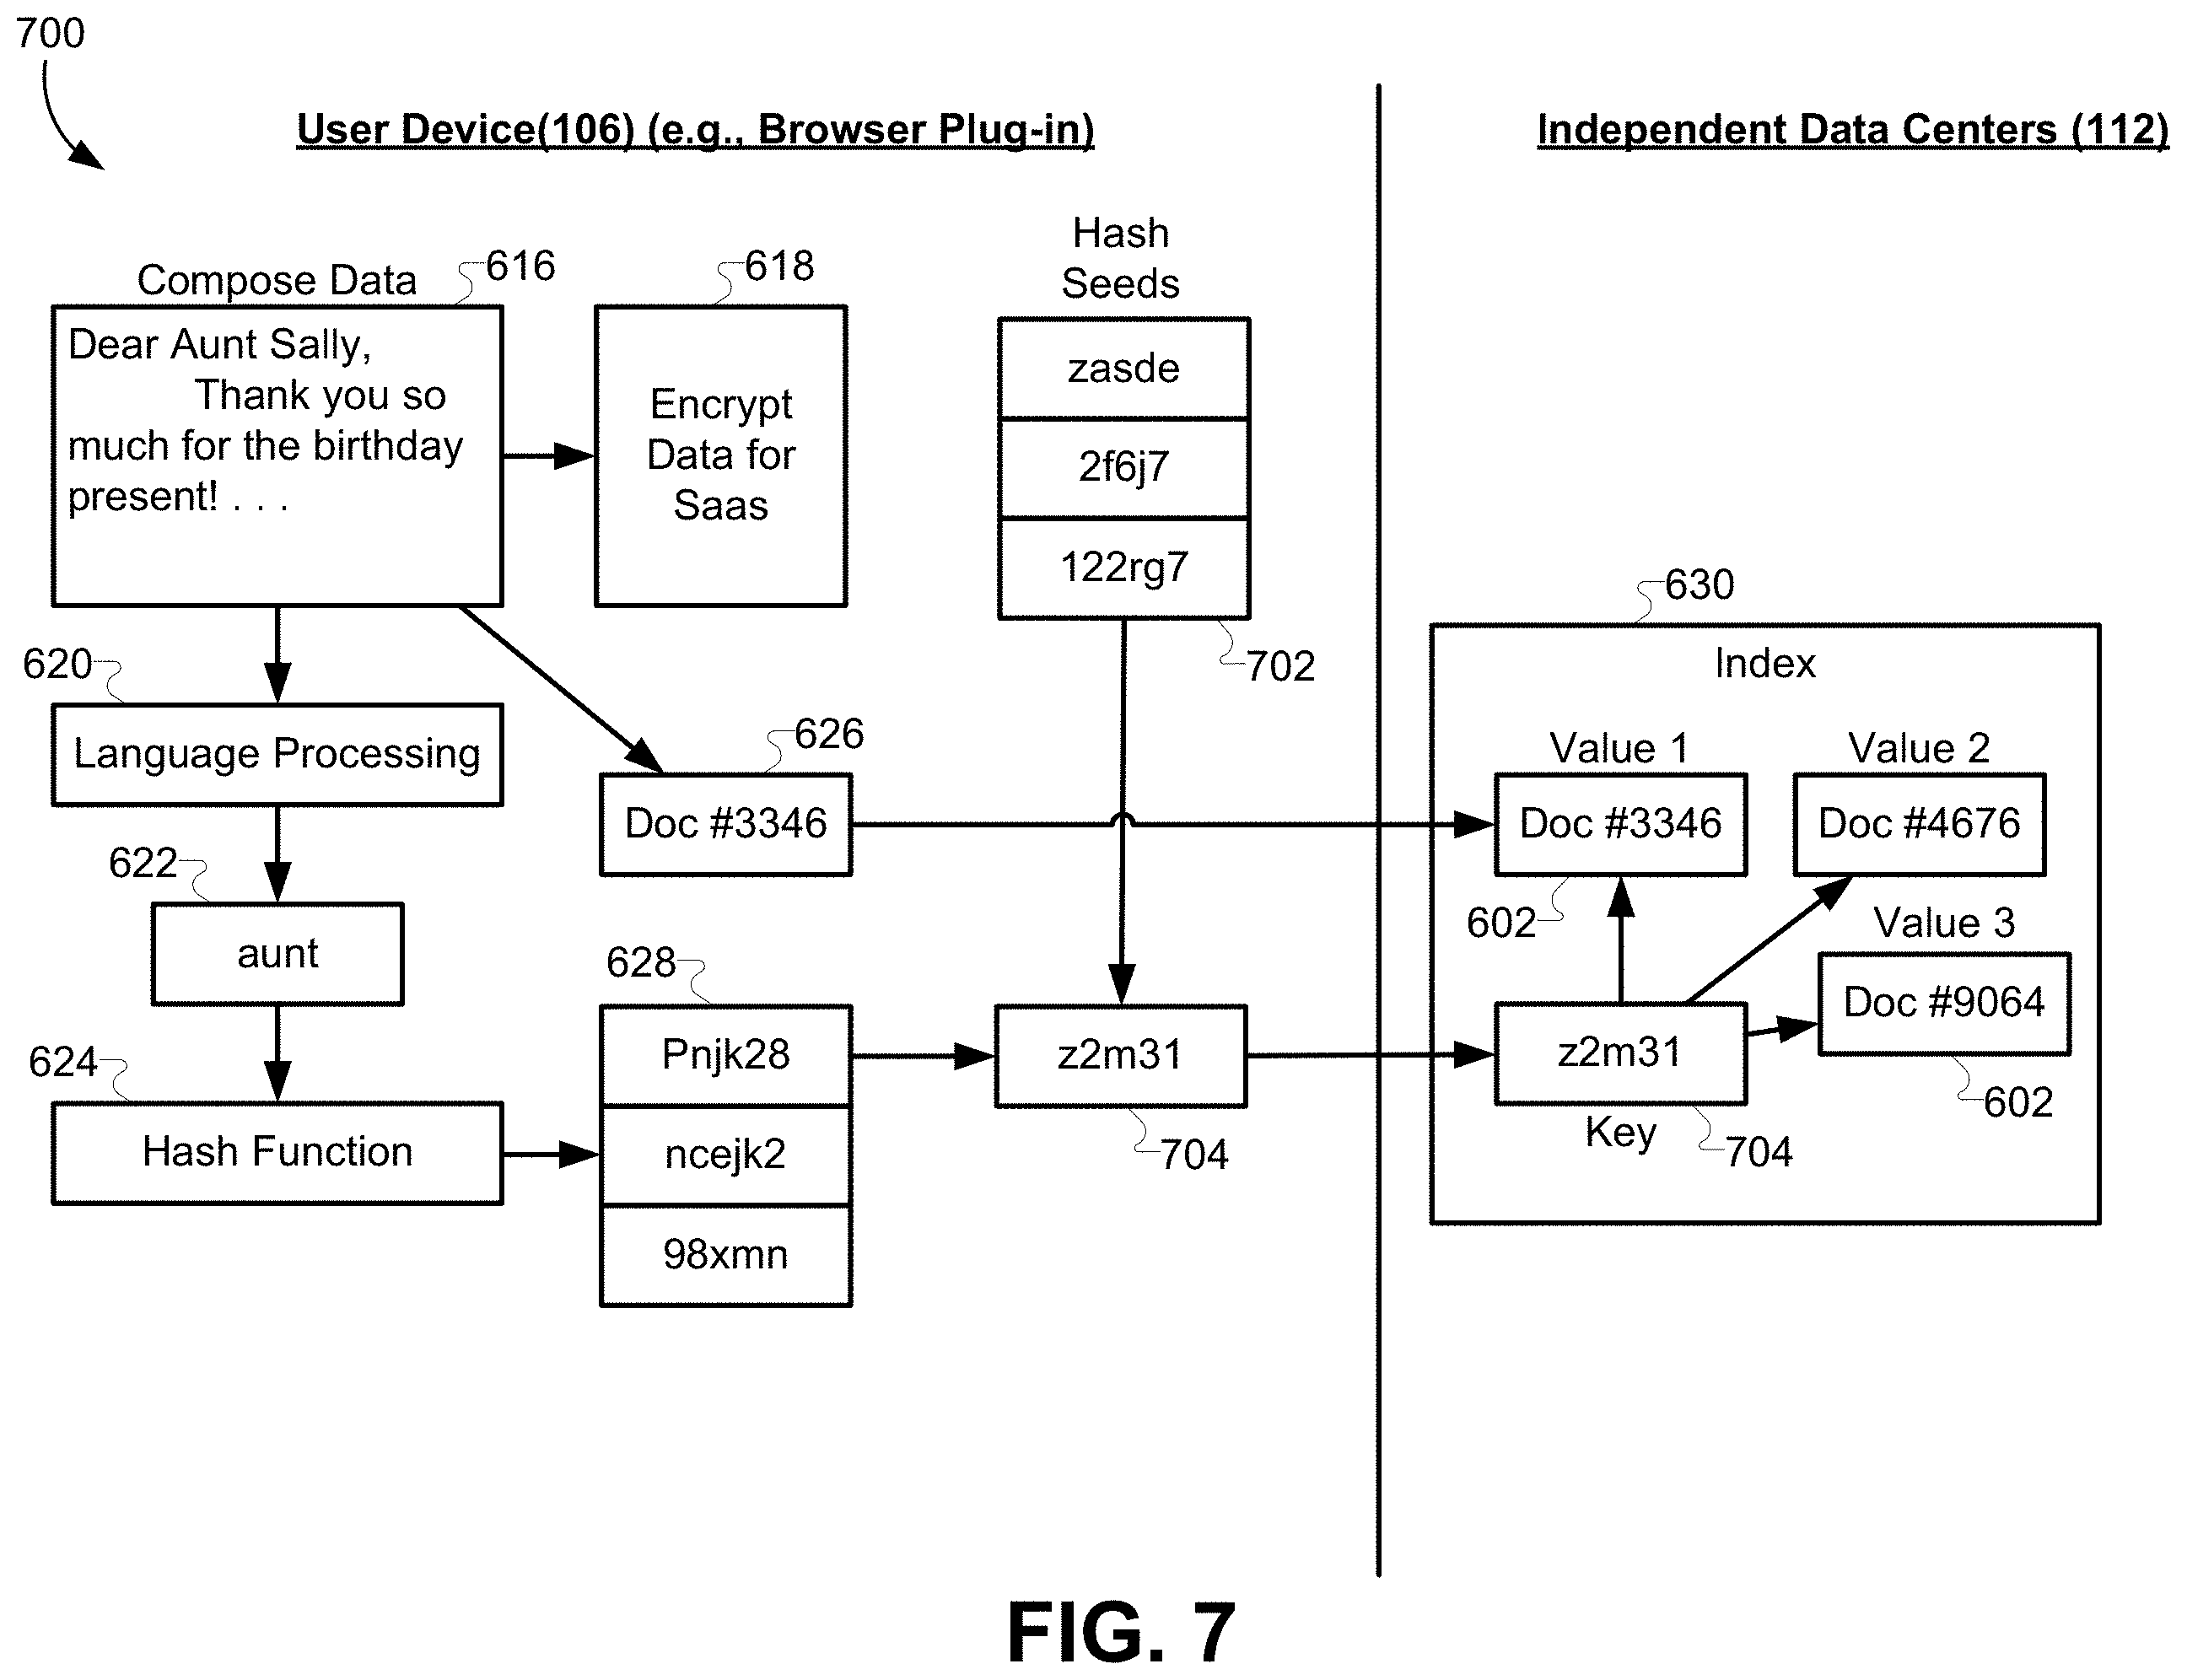 700
User Device(106) (e.g., Browser Plug-in)
Independent Data Centers (112)
Compose Data
616
Dear Aunt Sally,
Thank you so
much for the birthday
present! . . .
618
Encrypt
Data for
Saas
Hash
Seeds
zasde
2f6j7
122rg7
702
620
Language Processing
626
Doc #3346
622
aunt
624
Hash Function
628
Pnjk28
ncejk2
98xmn
z2m31
704
630
Index
Value 1
Doc #3346
602
Value 2
Doc #4676
Value 3
Doc #9064
602
z2m31
Key
704
FIG. 7